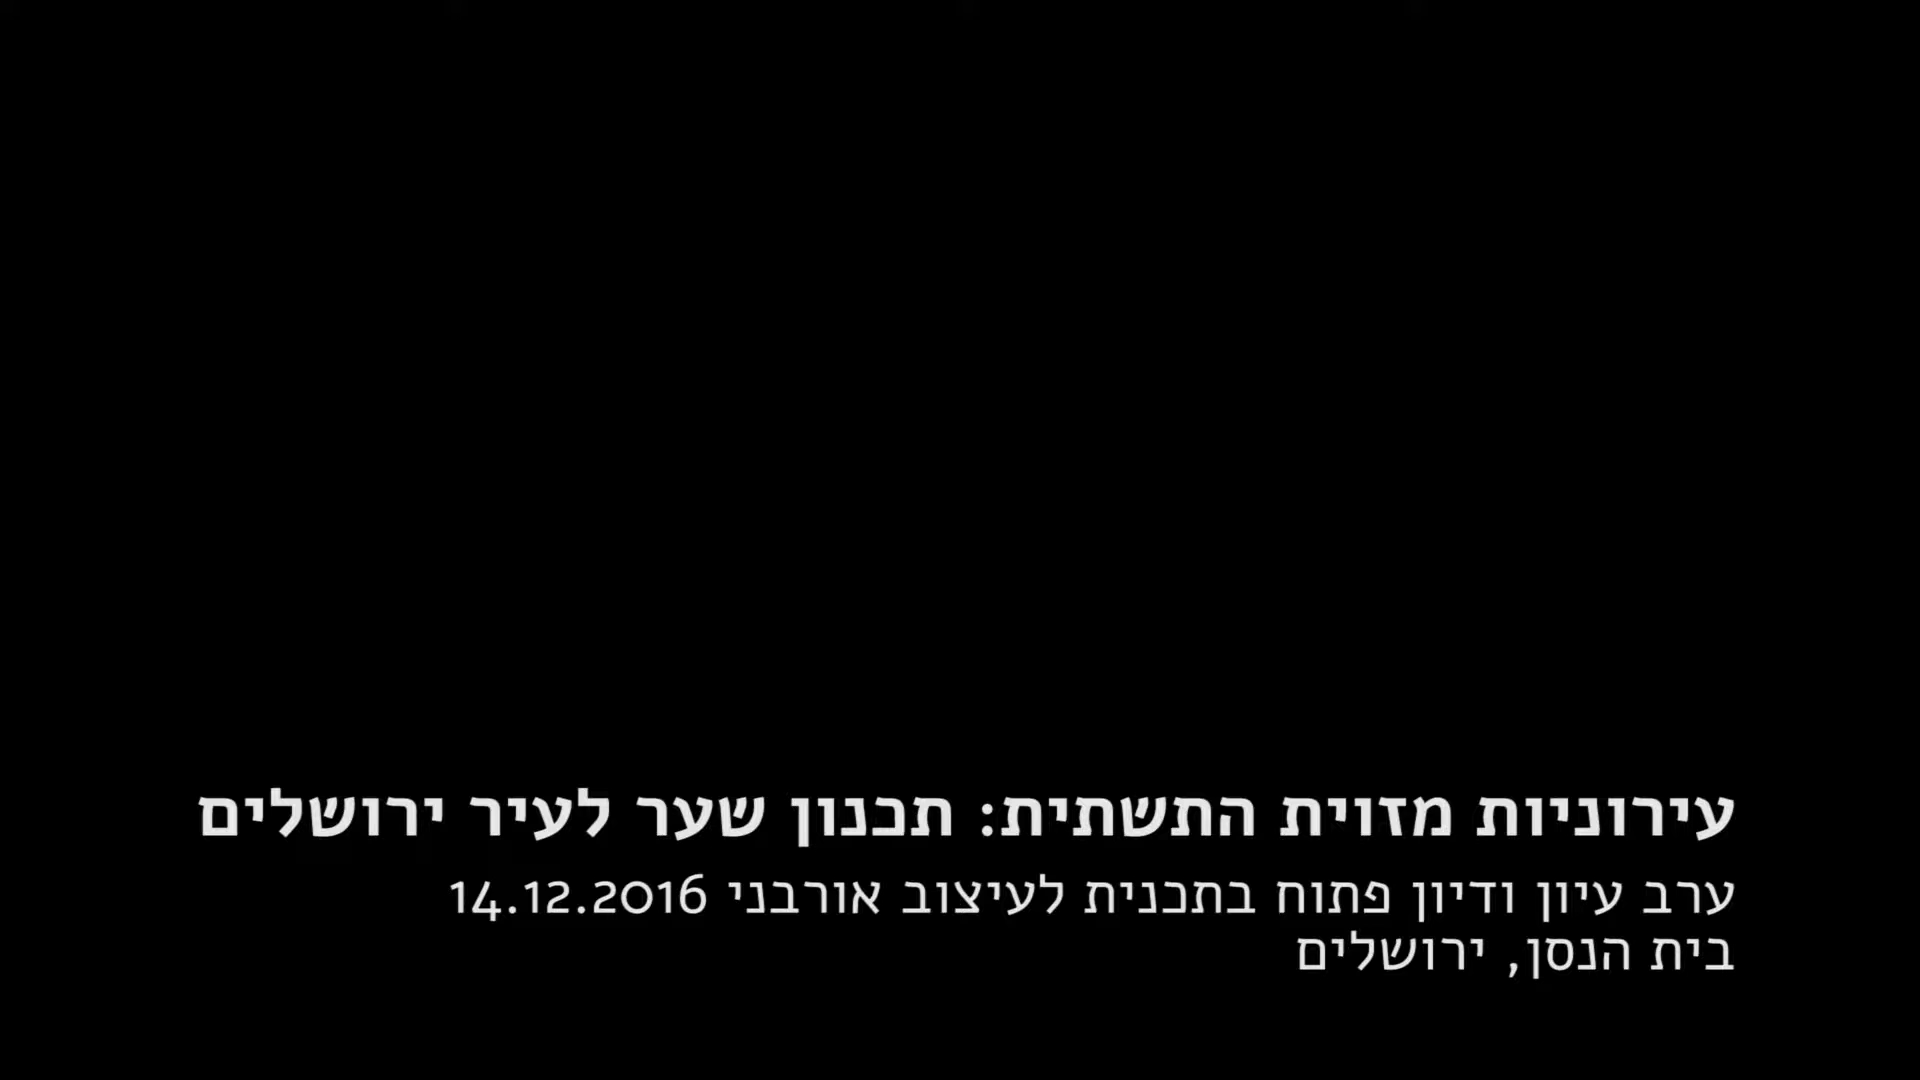 עירוניות מזוית התשתית: תכנון שער לעיר ירושלים
ערב עיון ודיון פתוח בתכנית לעיצוב אורבני 14.12.2016
בית הנסן, ירושלים